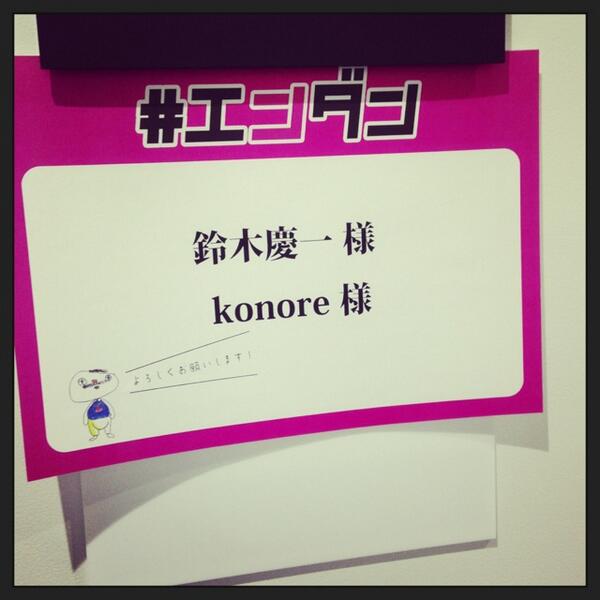 #エンダン
鈴木慶一 様
konore 様
よろしくお願いします!